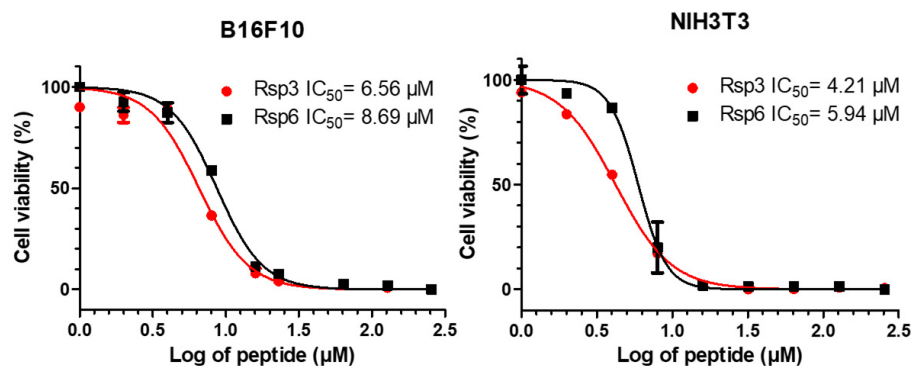 B16F10
Rsp3 IC50= 6.56 µM
Rsp6 IC50= 8.69 µM
Cell viability (%)
100
50
0
0.0 0.5 1.0 1.5 2.0 2.5
Log of peptide (µM)
NIH3T3
Rsp3 IC50= 4.21 µM
Rsp6 IC50= 5.94 µM
Cell viability (%)
100
50
0
0.0 0.5 1.0 1.5 2.0 2.5
Log of peptide (µM)